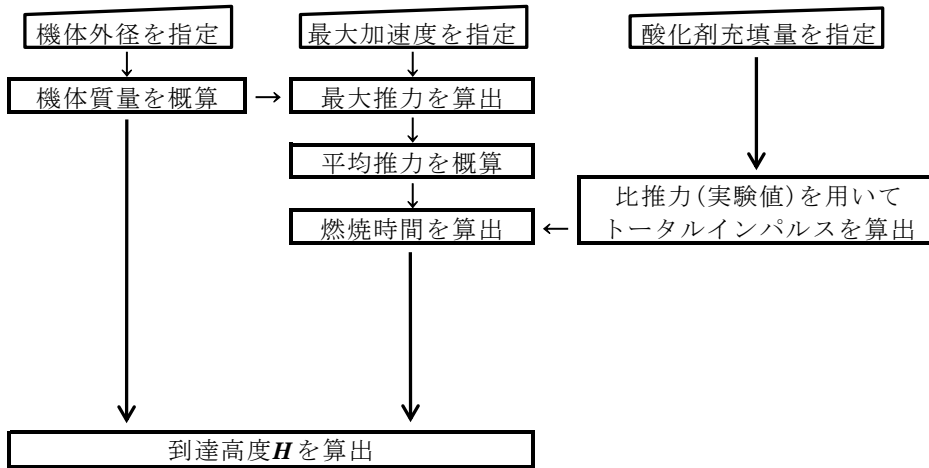 機体外径を指定
最大加速度を指定
酸化剤充填量を指定
機体質量を概算
→
最大推力を算出
平均推力を概算
比推力(実験値)を用いて
トータルインパルスを算出
燃焼時間を算出
←
到達高度Hを算出